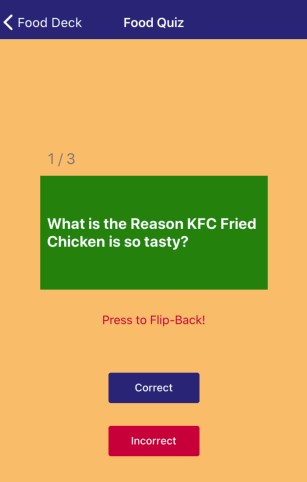 Food Deck Food Quiz
1 / 3
What is the Reason KFC Fried
Chicken is so tasty?
Press to Flip-Back!
Correct
Incorrect